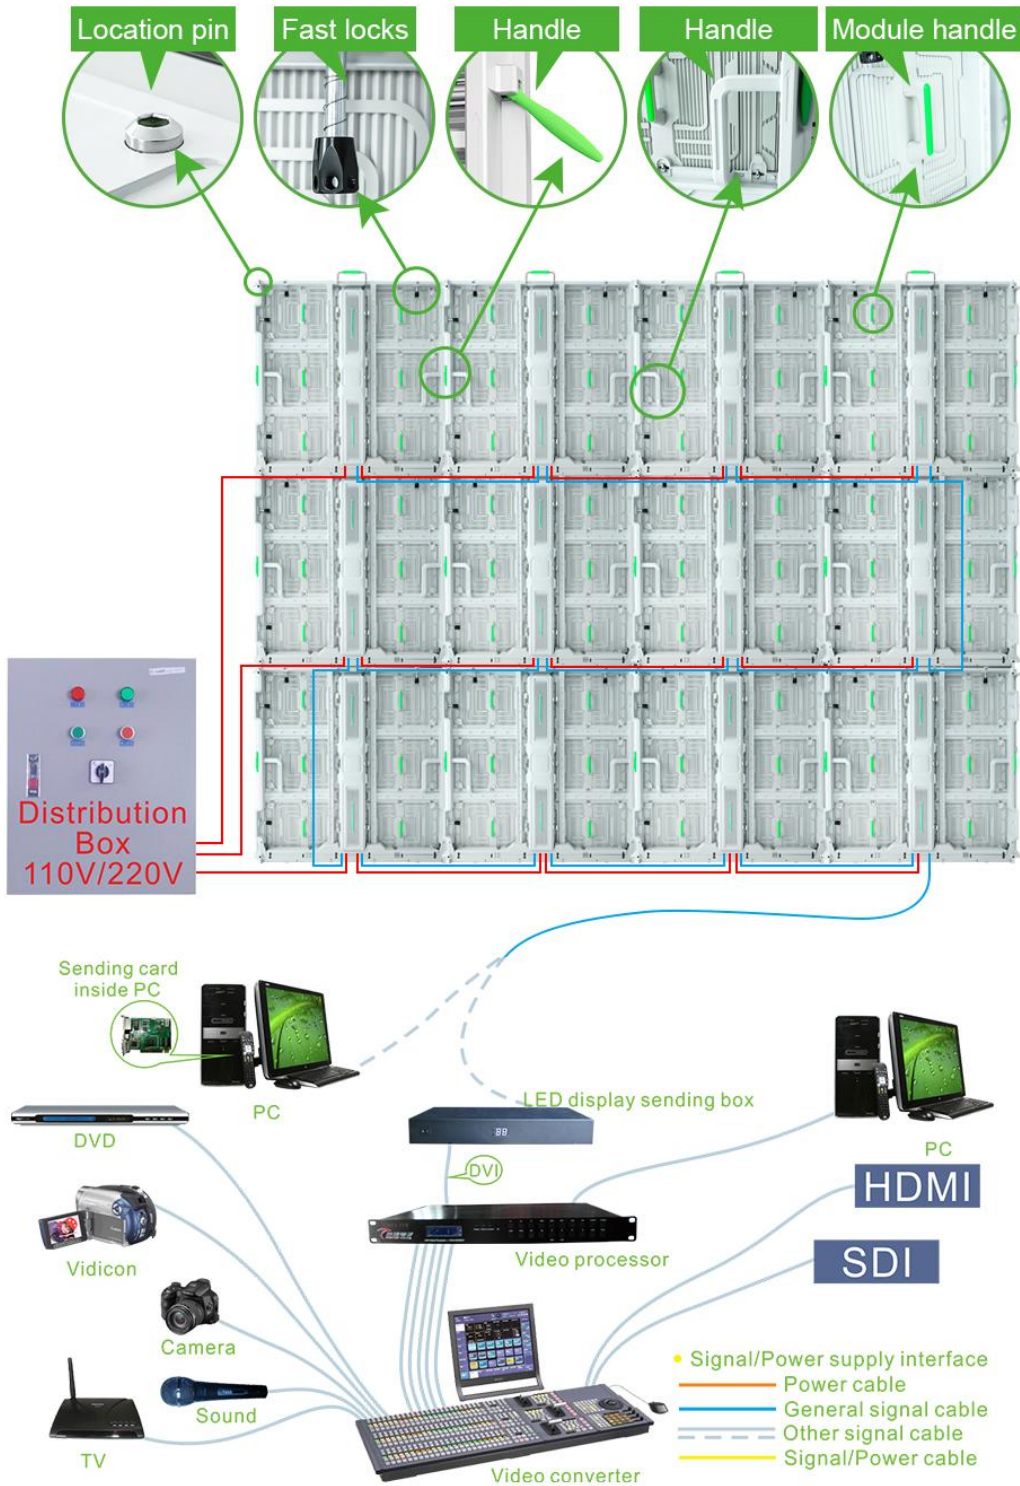 Location pin
Fast locks
Handle
Handle
Module handle
Distribution
Box
110V/220V
Sending card
inside PC
PC
LED display sending box
PC
DVD
DVI
HDMI
Vidicon
Video processor
SDI
Camera
Signal/Power supply interface
Power cable
Sound
General signal cable
Other signal cable
TV
Signal/Power cable
Video converter